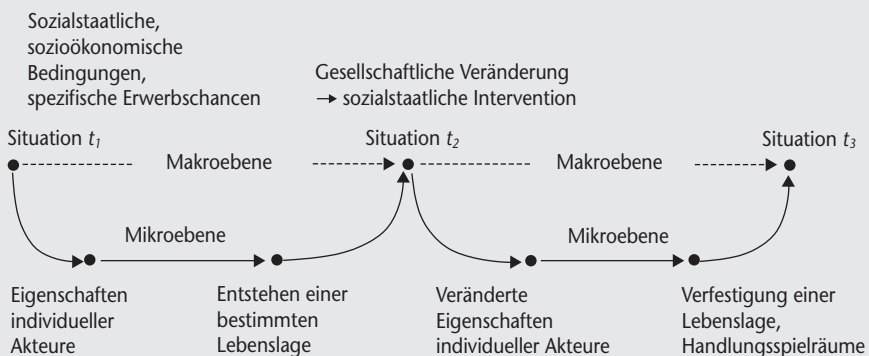 Sozialstaatliche,
sozioökonomische
Bedingungen,
spezifische Erwerbschancen
Gesellschaftliche Veränderung
→ sozialstaatliche Intervention
Situation t1
Situation t2
Situation t3
Makroebene
Makroebene
Mikroebene
Mikroebene
Eigenschaften
individueller
Akteure
Entstehen einer
bestimmten
Lebenslage
Veränderte
Eigenschaften
individueller Akteure
Verfestigung einer
Lebenslage,
Handlungsspielräume